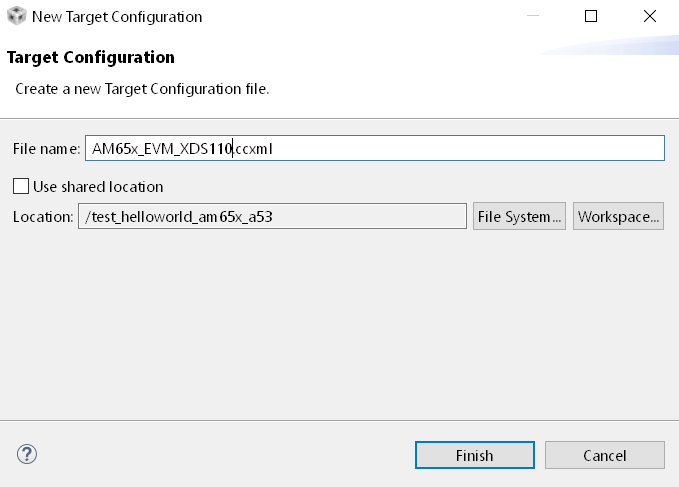 New Target Configuration
Target Configuration
Create a new Target Configuration file.
File name: AM65x_EVM_XDS110.ccxml
Use shared location
Location: /test_helloworld_am65x_a53 File System... Workspace...
? Finish Cancel